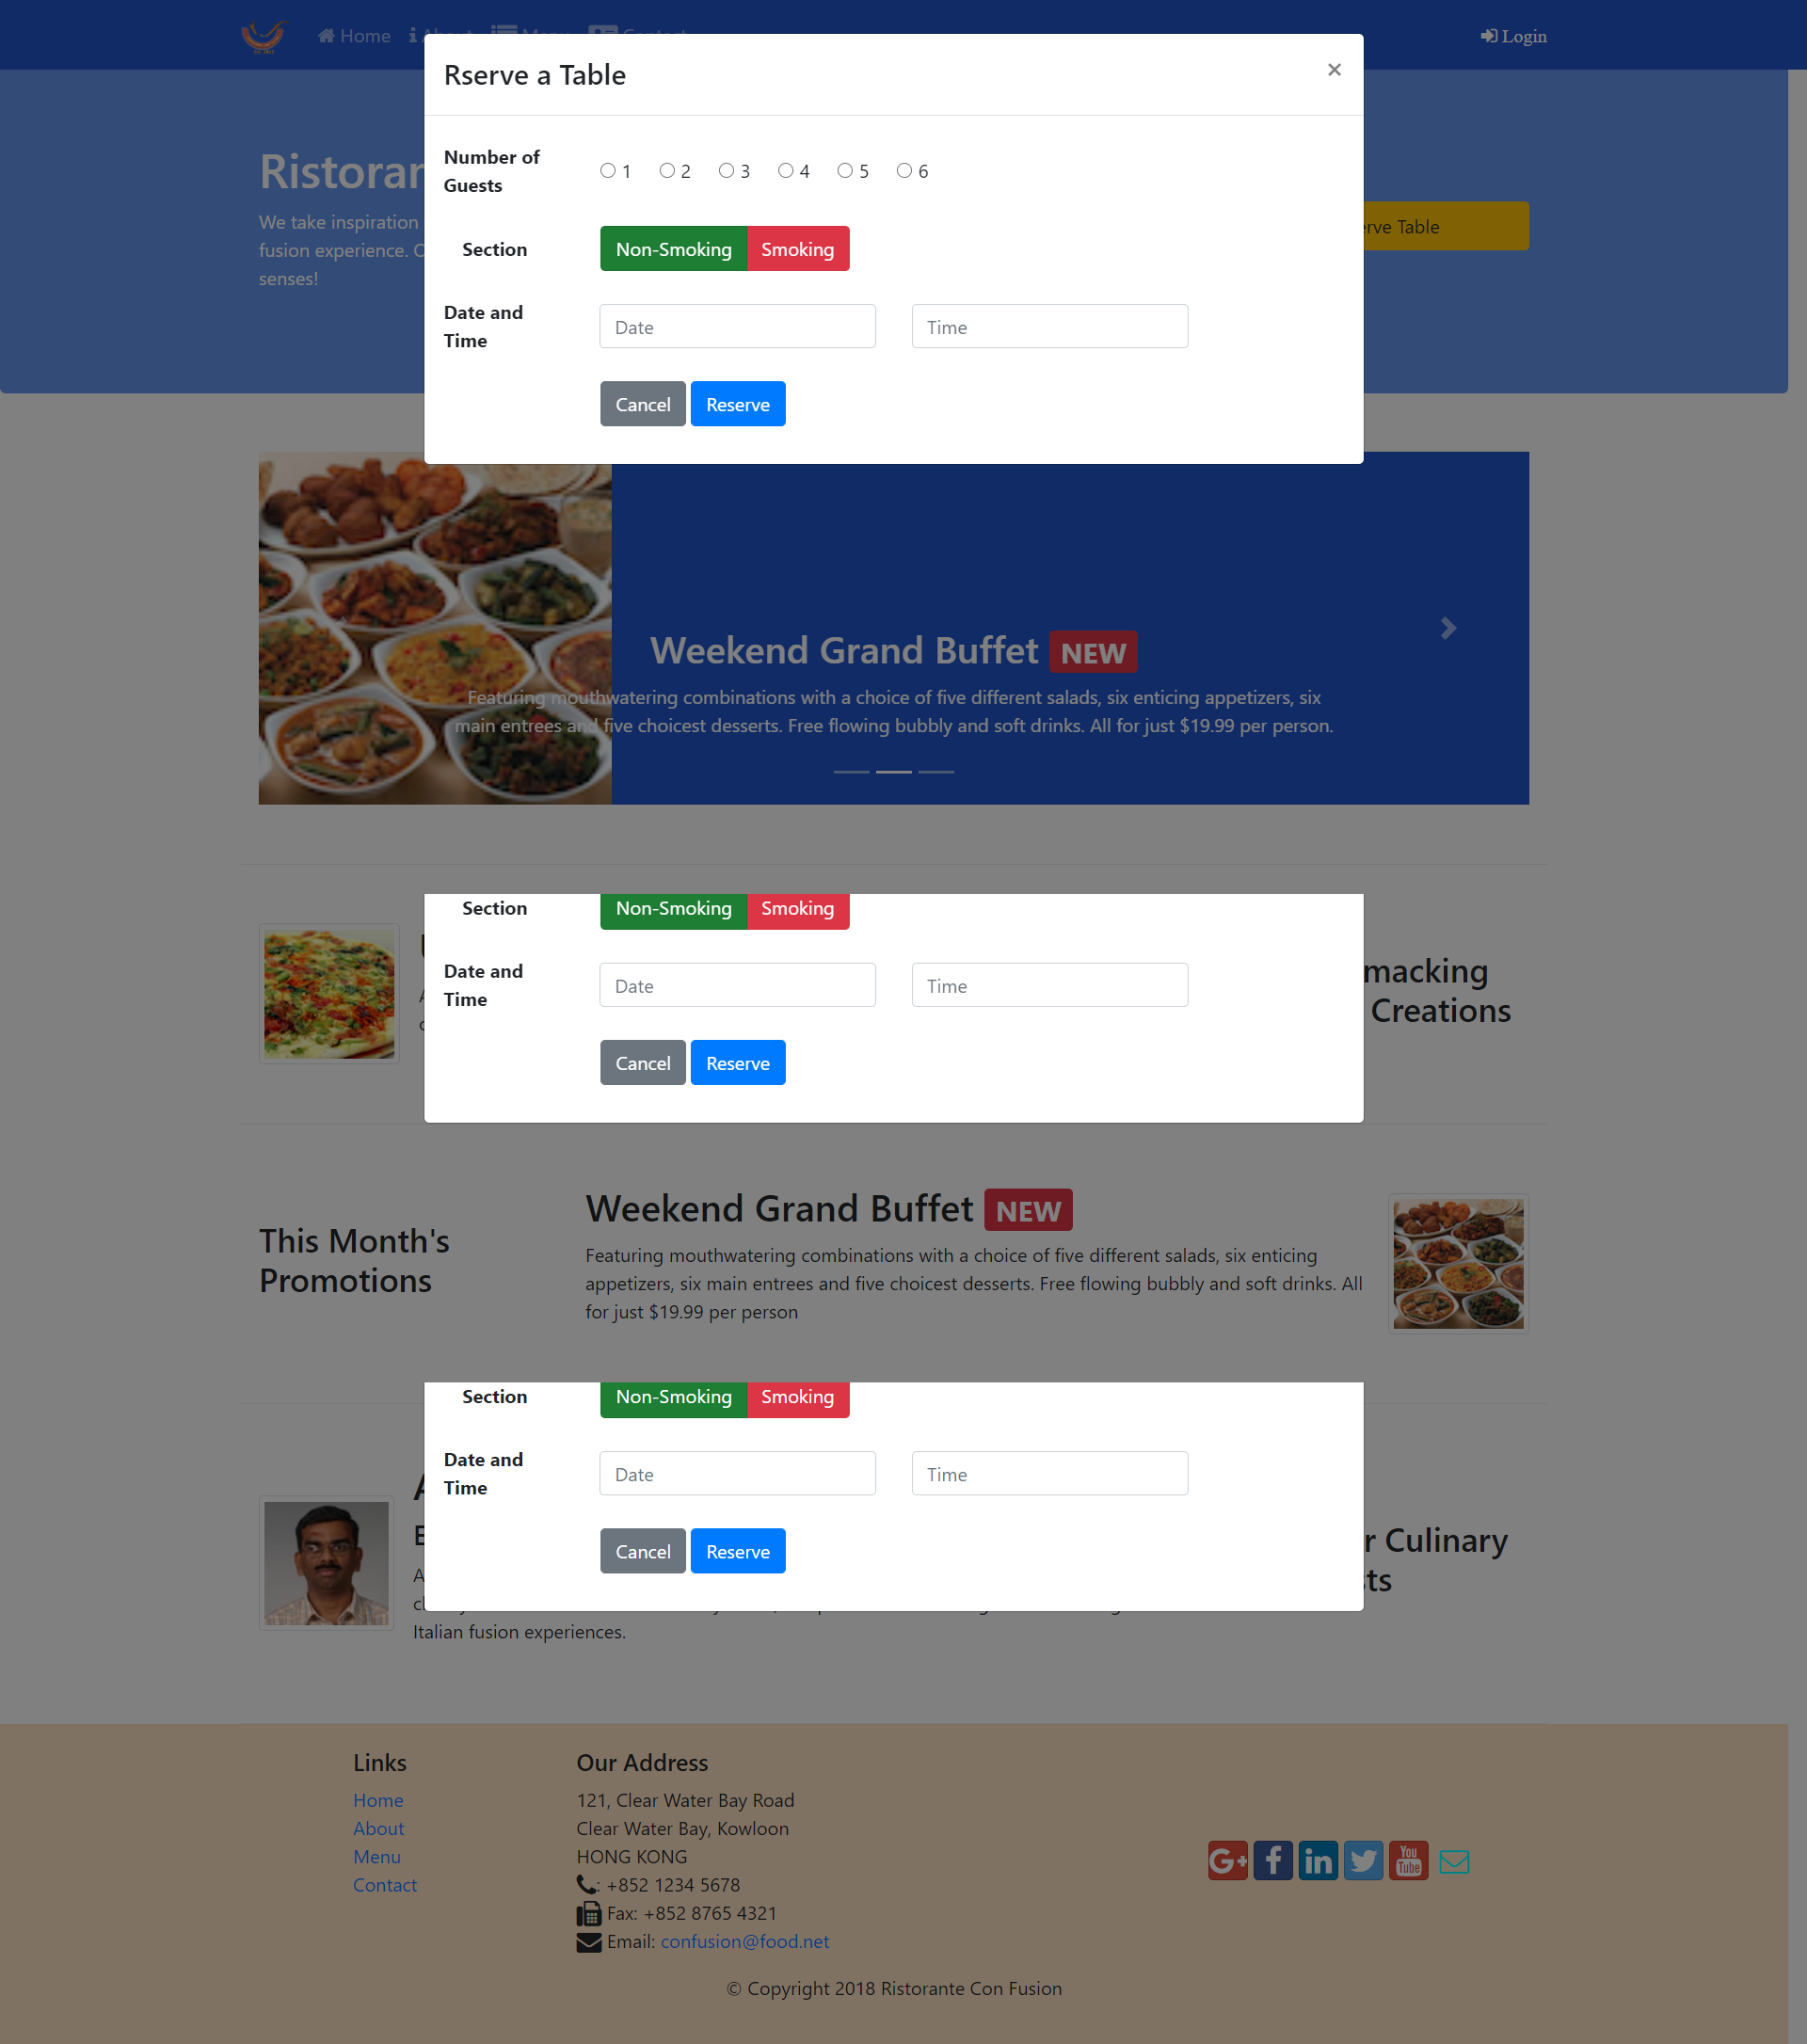 Home
Login
Rserve a Table
×
Number of Guests
1 2 3 4 5 6
Ristorar
We take inspiration
fusion experience.
senses!
Section
Non-Smoking Smoking
erve Table
Date and Time
Date Time
Cancel Reserve
Weekend Grand Buffet NEW
Featuring mouthwatering combinations with a choice of five different salads, six enticing appetizers, six
main entrees and five choicest desserts. Free flowing bubbly and soft drinks. All for just $19.99 per person.
Section
Non-Smoking Smoking
macking
Creations
Date and Time
Date Time
Cancel Reserve
This Month's
Promotions
Weekend Grand Buffet NEW
Featuring mouthwatering combinations with a choice of five different salads, six enticing
appetizers, six main entrees and five choicest desserts. Free flowing bubbly and soft drinks. All
for just $19.99 per person
Section
Non-Smoking Smoking
Date and Time
Date Time
Cancel Reserve
r Culinary
sts
Italian fusion experiences.
Links
Home
About
Menu
Contact
Our Address
121, Clear Water Bay Road
Clear Water Bay, Kowloon
HONG KONG
: +852 1234 5678
Fax: +852 8765 4321
Email: confusion@food.net
G+ f in You Tube
© Copyright 2018 Ristorante Con Fusion